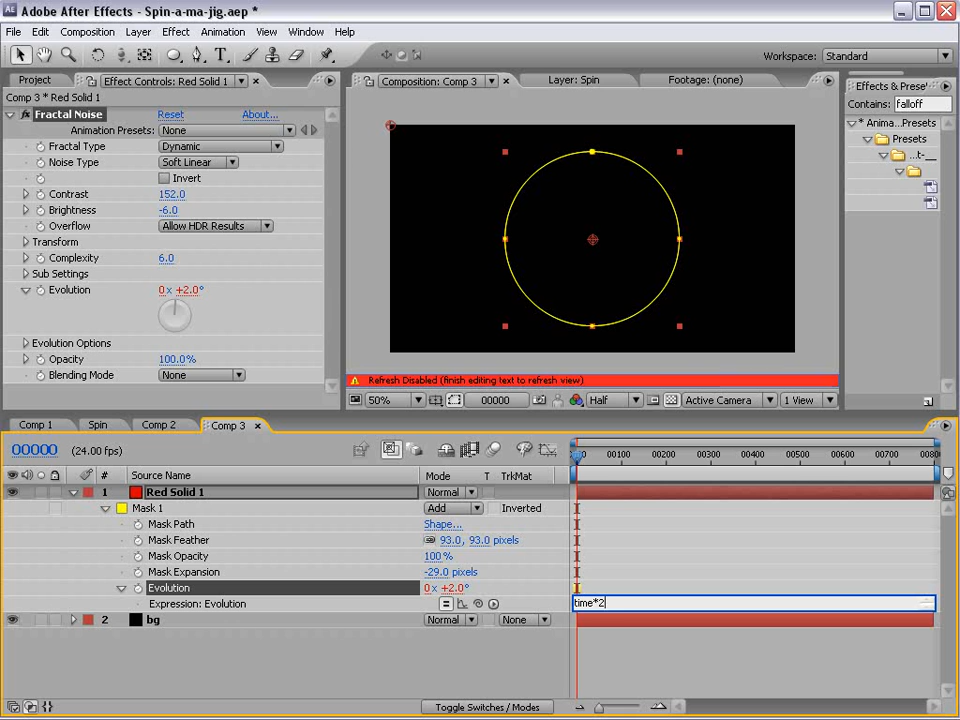 Adobe After Effects - Spin-a-ma-jig.aep *
File Edit Composition Layer Effect Animation View Window Help
Workspace: Standard
Project Effect Controls: Red Solid 1
Comp 3 * Red Solid 1
Fractal Noise Reset About...
Animation Presets: None
Fractal Type Dynamic
Noise Type Soft Linear
Invert
Contrast 152.0
Brightness -6.0
Overflow Allow HDR Results
Transform
Complexity 6.0
Sub Settings
Evolution 0 x +2.0°
Evolution Options
Opacity 100.0%
Blending Mode None
Composition: Comp 3 Layer: Spin Footage: (none)
Refresh Disabled (finish editing text to refresh view)
50% 00000 Half Active Camera 1 View
Effects & Prese
Contains: falloff
* Anima...Presets
Presets
...t-__
Comp 1 Spin Comp 2 Comp 3
00000 (24.00 fps)
# Source Name Mode T TrkMat
00100 00200 00300 00400 00500 00600 00700 0080
1 Red Solid 1 Normal
Mask 1 Add Inverted
Mask Path Shape...
Mask Feather 93.0, 93.0 pixels
Mask Opacity 100%
Mask Expansion -29.0 pixels
Evolution 0 x +2.0°
Expression: Evolution time*2
2 bg Normal None
Toggle Switches / Modes